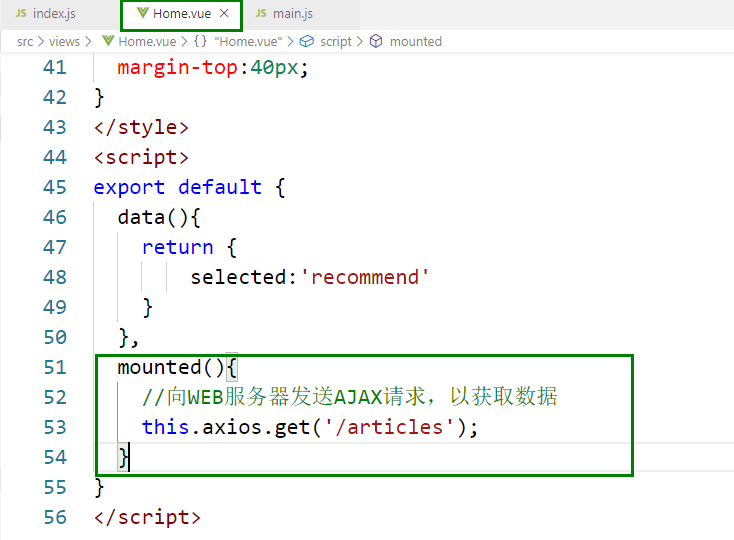 JS index.js Home.vue × JS main.js
src > views > Home.vue > {} "Home.vue" > script > mounted
41 margin-top:40px;
42 }
43 </style>
44 <script>
45 export default {
46 data(){
47 return {
48 selected:'recommend'
49 }
50 },
51 mounted(){
52 //向WEB服务器发送AJAX请求，以获取数据
53 this.axios.get('/articles');
54 }
55 }
56 </script>